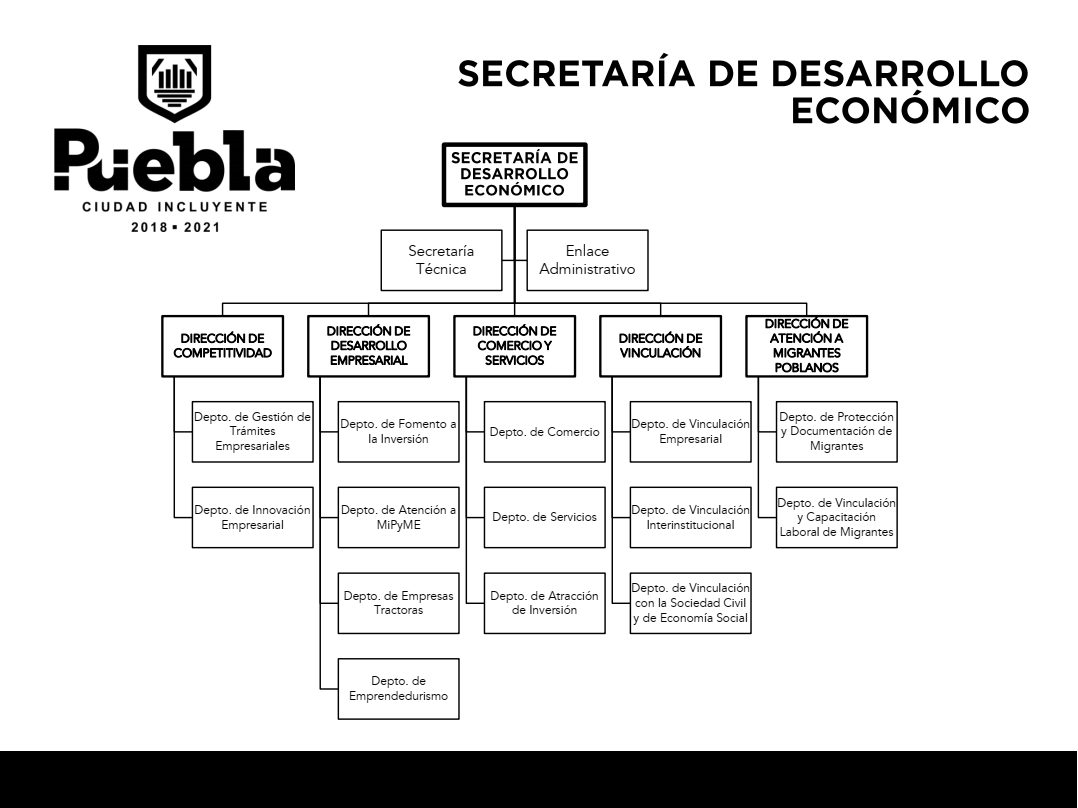 SECRETARÍA DE DESARROLLO
ECONÓMICO
Puebla
CIUDAD INCLUYENTE
2018 ▪ 2021
SECRETARÍA DE
DESARROLLO
ECONÓMICO
Secretaría
Técnica
Enlace
Administrativo
DIRECCIÓN DE
COMPETITIVIDAD
DIRECCIÓN DE
DESARROLLO
EMPRESARIAL
DIRECCIÓN DE
COMERCIO Y
SERVICIOS
DIRECCIÓN DE
VINCULACIÓN
DIRECCIÓN DE
ATENCIÓN A
MIGRANTES
POBLANOS
Depto. de Gestión de
Trámites
Empresariales
Depto. de Fomento a
la Inversión
Depto. de Comercio
Depto. de Vinculación
Empresarial
Depto. de Protección
y Documentación de
Migrantes
Depto. de Innovación
Empresarial
Depto. de Atención a
MiPyME
Depto. de Servicios
Depto. de Vinculación
Interinstitucional
Depto. de Vinculación
y Capacitación
Laboral de Migrantes
Depto. de Empresas
Tractoras
Depto. de Atracción
de Inversión
Depto. de Vinculación
con la Sociedad Civil
y de Economía Social
Depto. de
Emprendedurismo